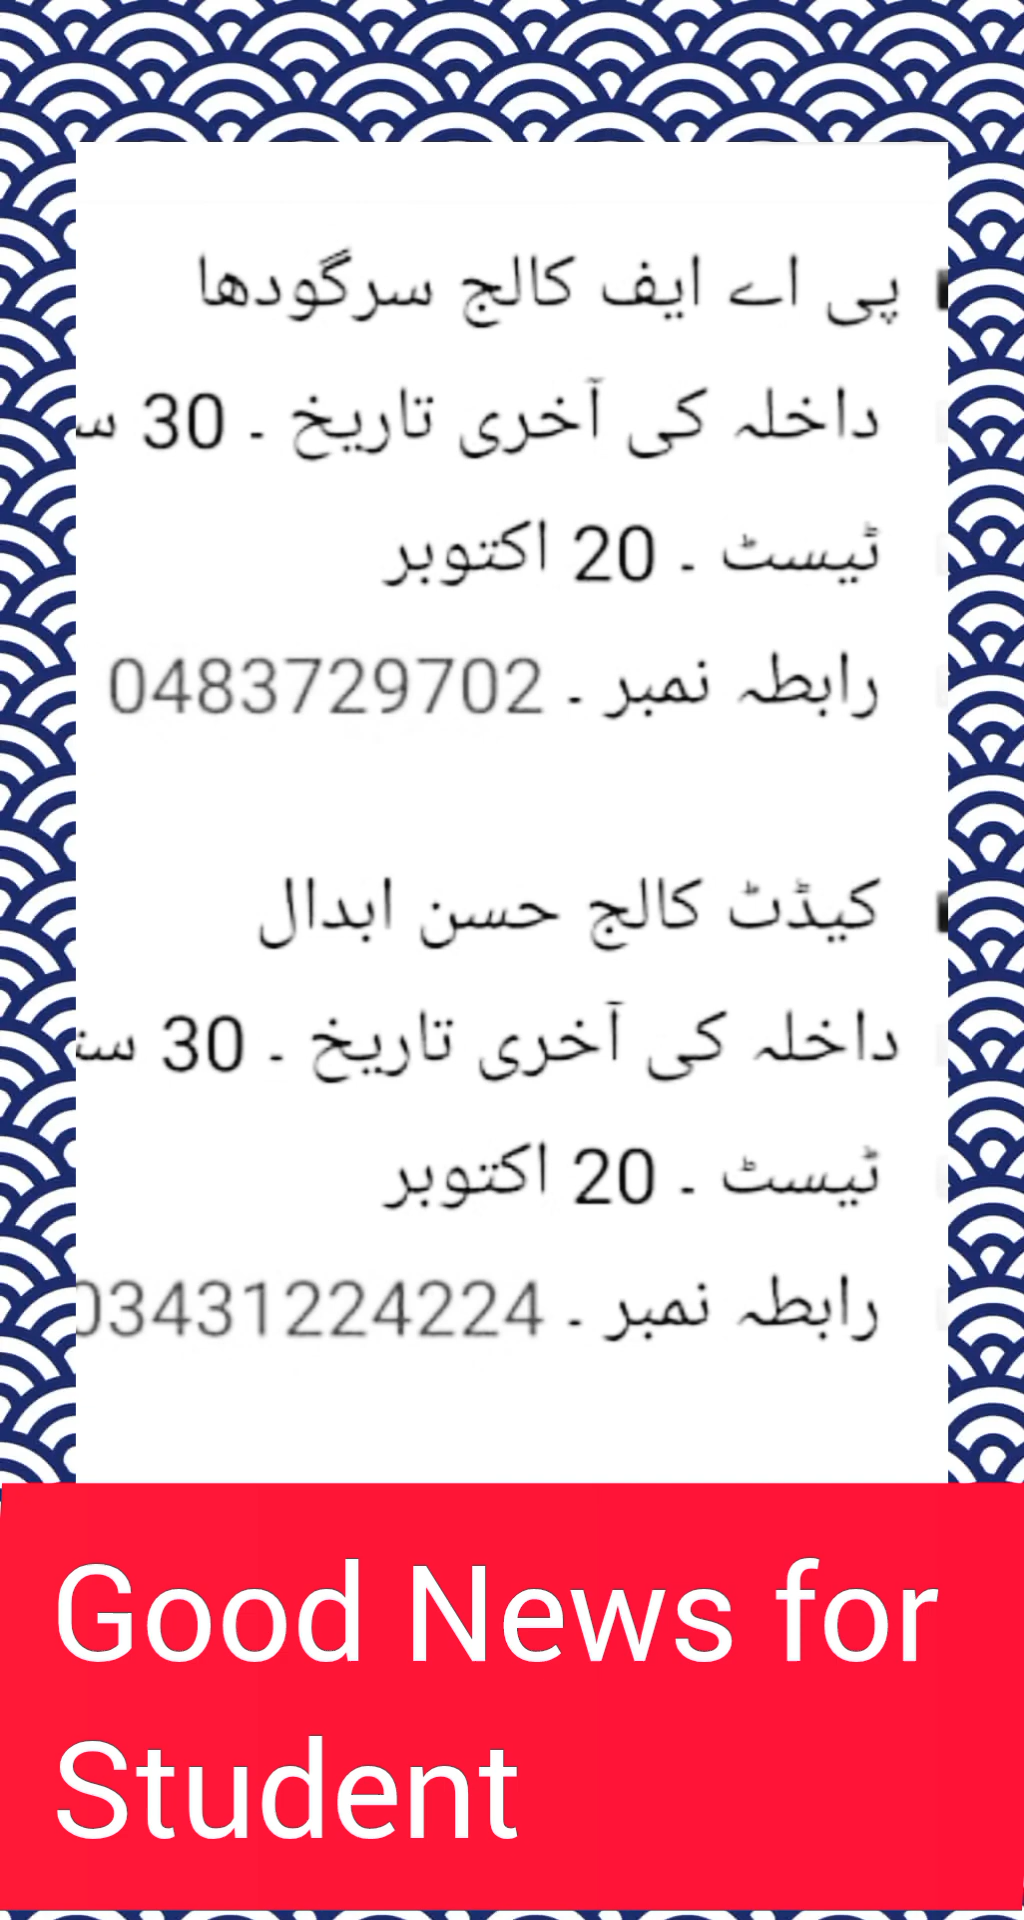 پی اے ایف کالج سرگودھا
داخلہ کی آخری تاریخ ۔ 30
ٹیسٹ ۔ 20 اکتوبر
رابطہ نمبر ۔ 0483729702
کیڈٹ کالج حسن ابدال
داخلہ کی آخری تاریخ ۔ 30
ٹیسٹ ۔ 20 اکتوبر
رابطہ نمبر ۔ 03431224224
Good News for
Student